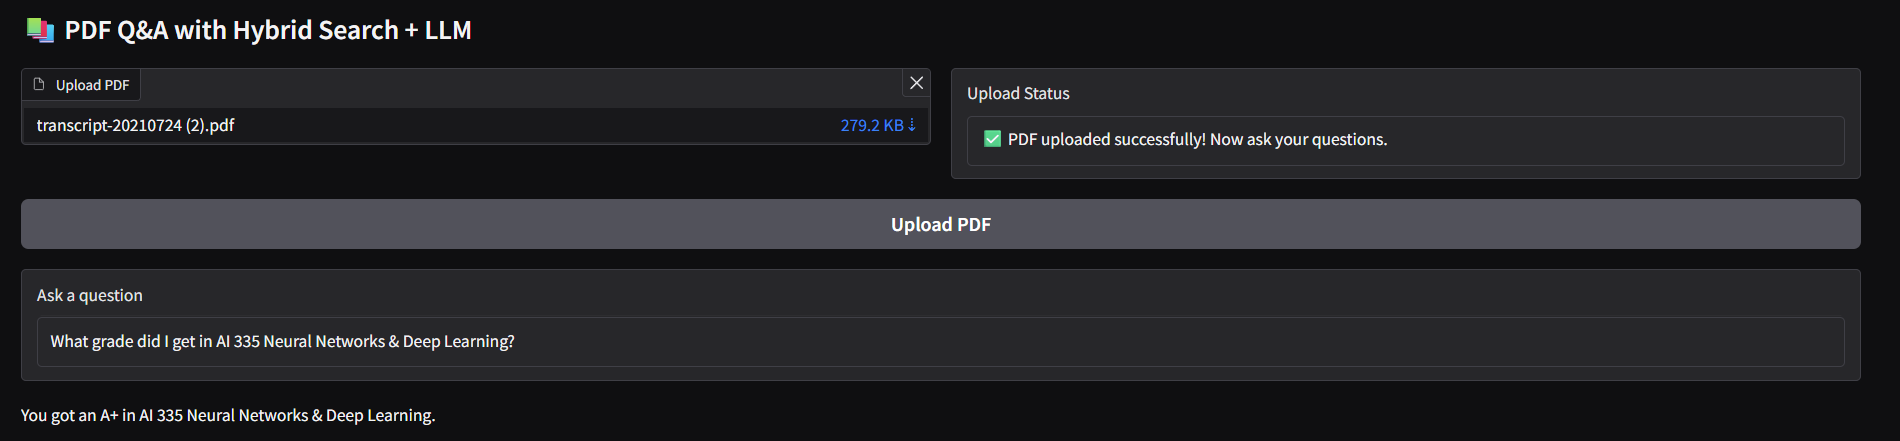 PDF Q&A with Hybrid Search + LLM
Upload PDF
transcript-20210724 (2).pdf
279.2 KB ⇣
Upload Status
✅ PDF uploaded successfully! Now ask your questions.
Upload PDF
Ask a question
What grade did I get in AI 335 Neural Networks & Deep Learning?
You got an A+ in AI 335 Neural Networks & Deep Learning.